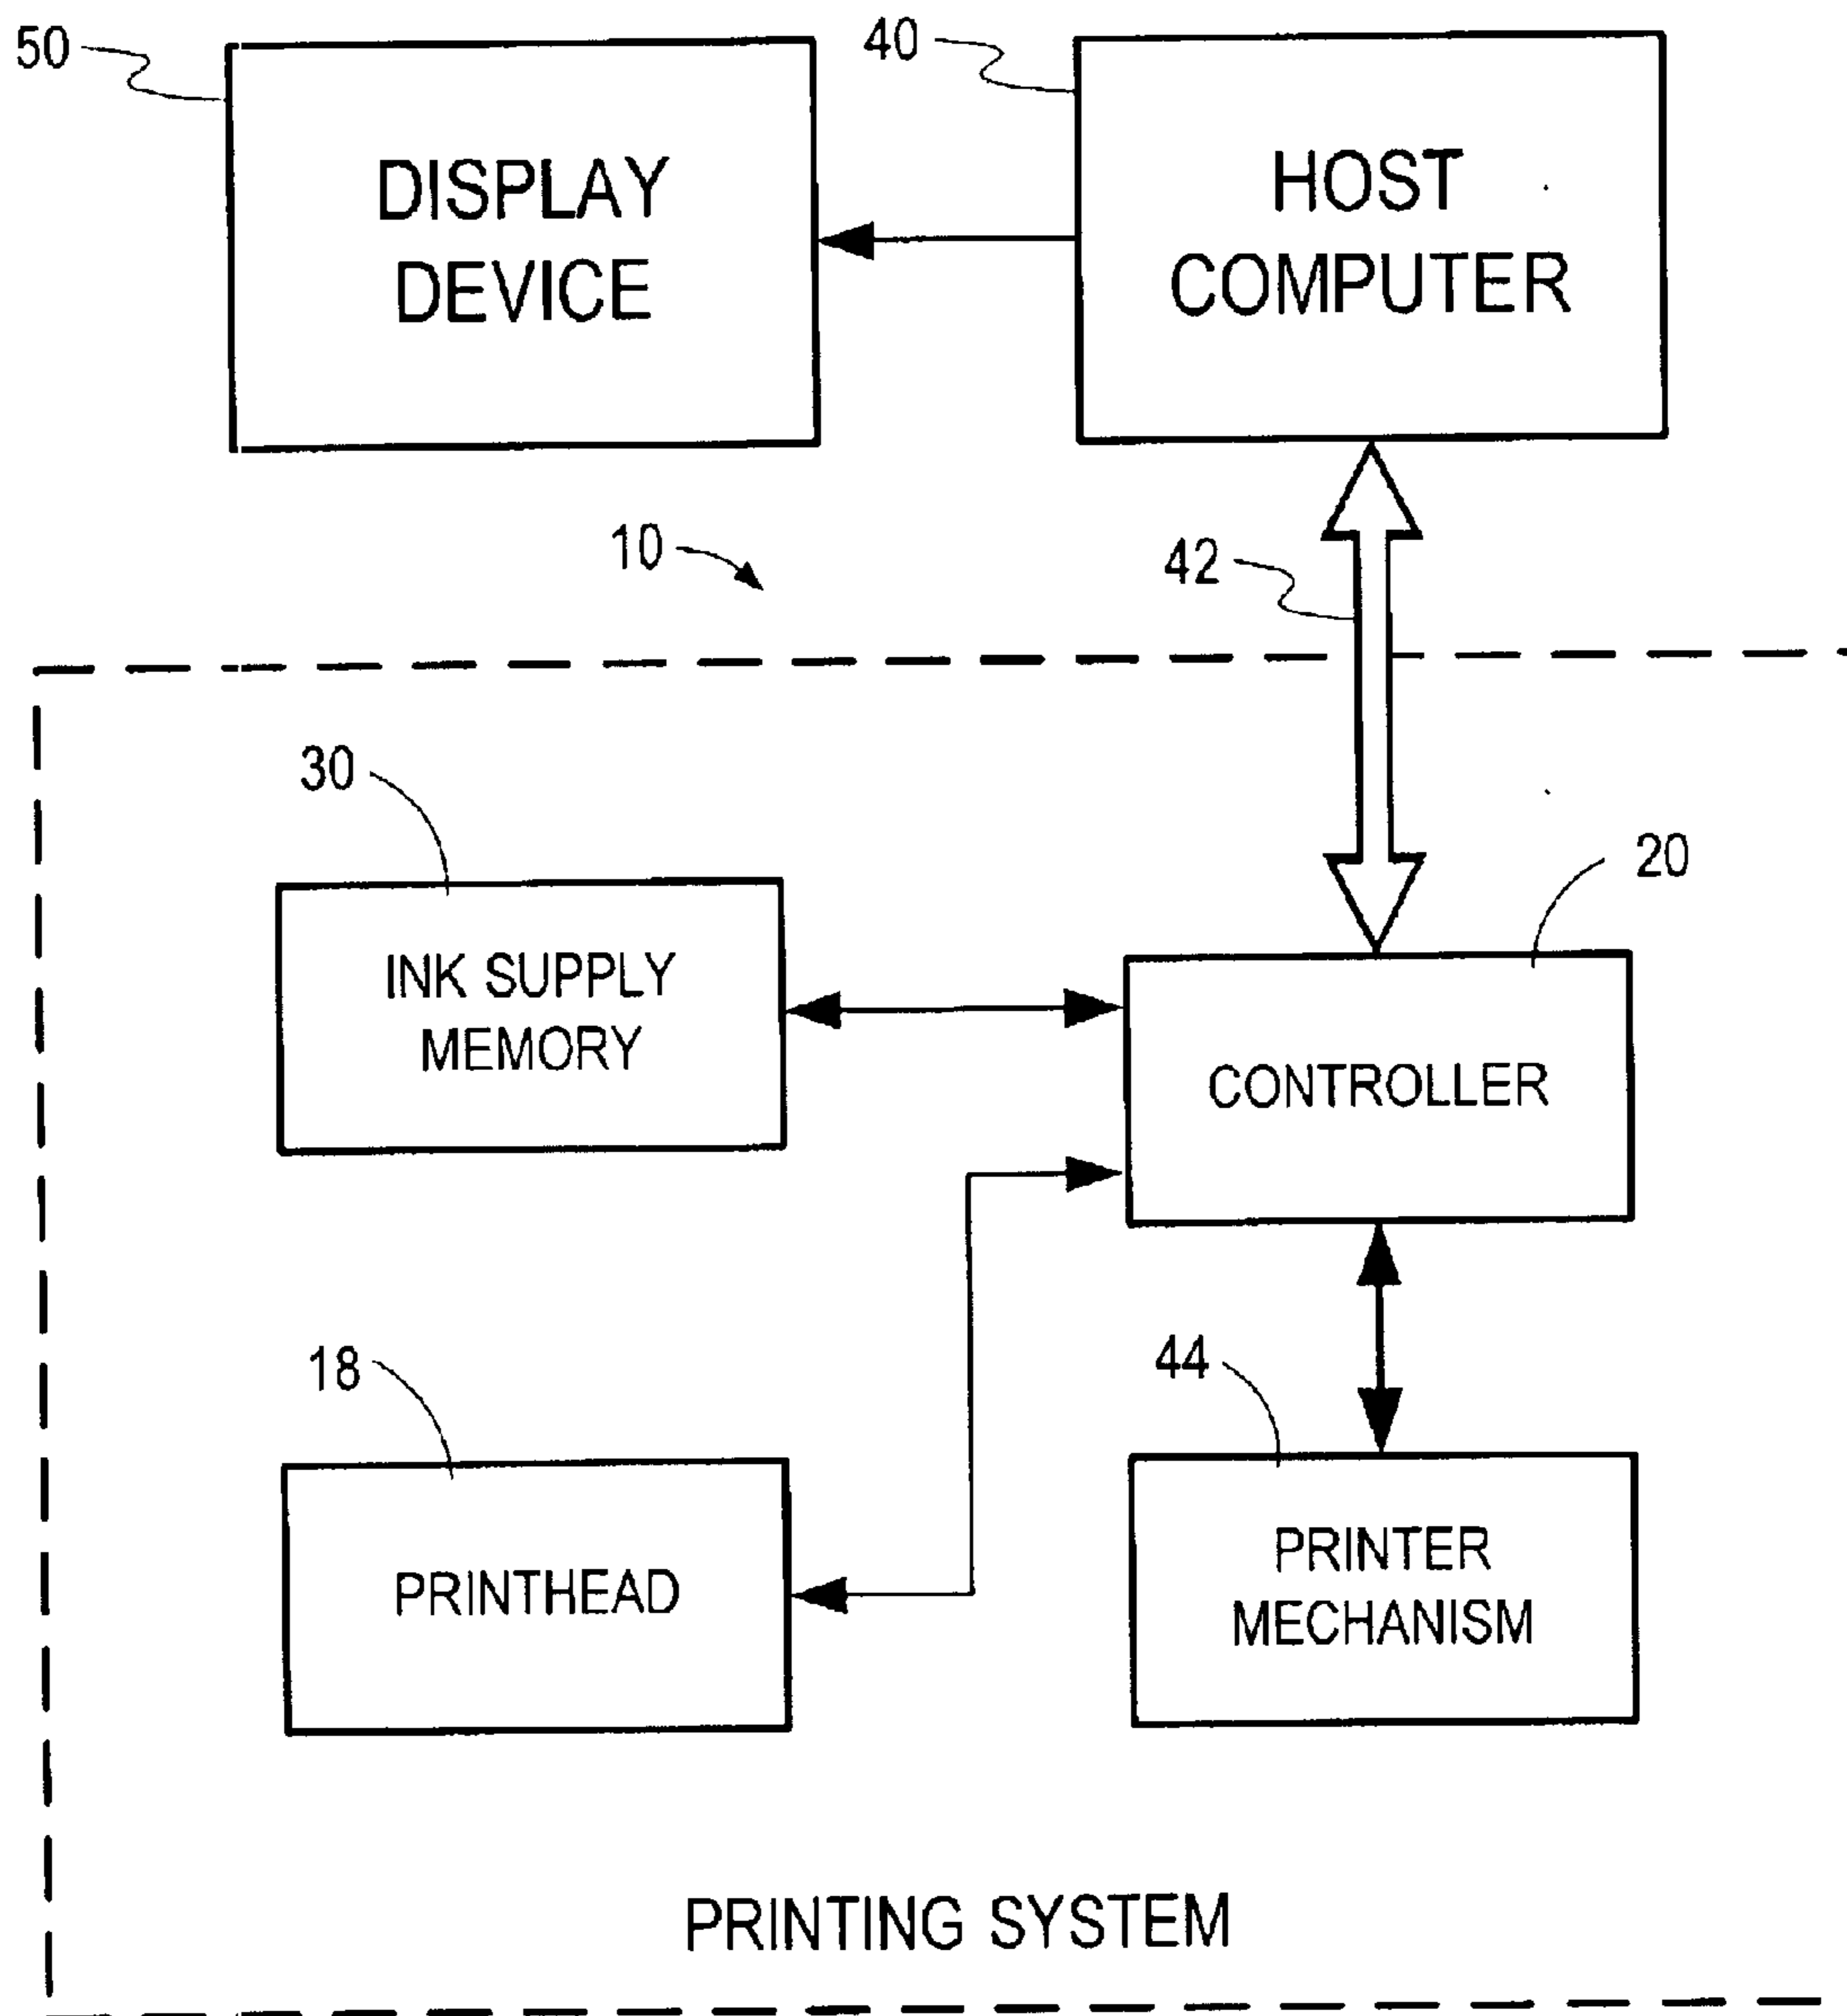 50
40
DISPLAY
DEVICE
HOST
COMPUTER
10
42
30
20
INK SUPPLY
MEMORY
CONTROLLER
18
44
PRINTHEAD
PRINTER
MECHANISM
PRINTING SYSTEM